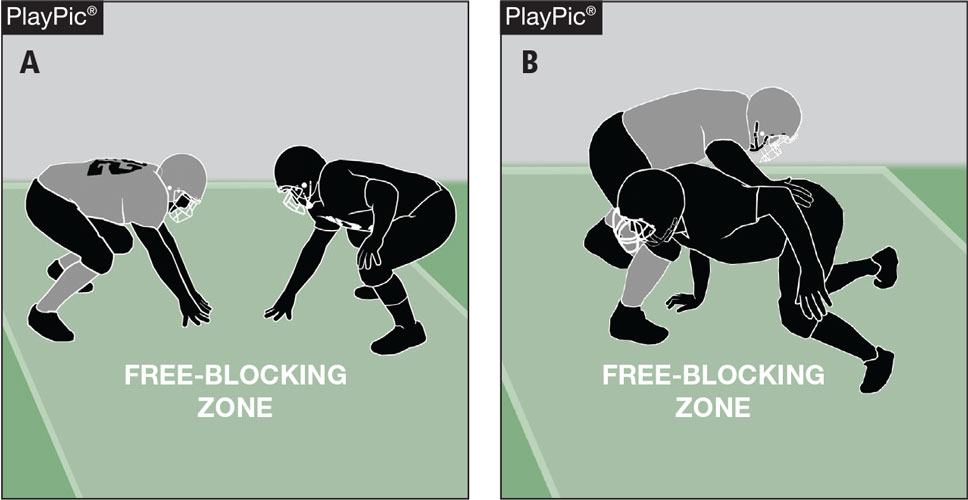 PlayPic®
A
FREE-BLOCKING
ZONE
PlayPic®
B
FREE-BLOCKING
ZONE